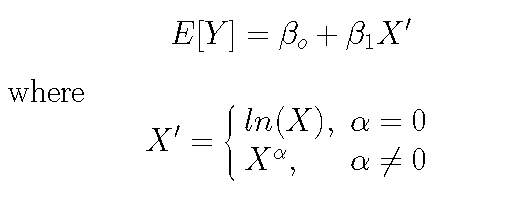 E[Y] = β_o + β_1X′
where
X′ = { ln(X), α = 0
X^α, α ≠ 0